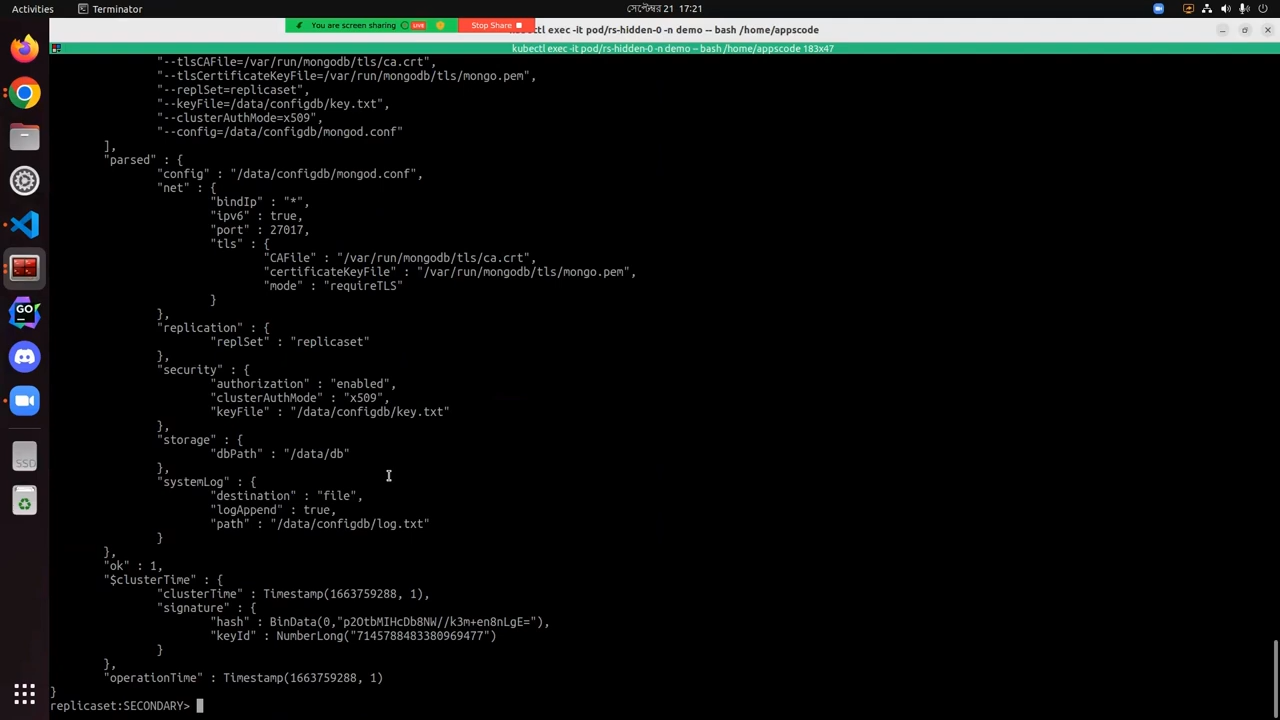 Activities
Terminator
সেপ্টেম্বর 21 17:21
You are screen sharing
LIVE
Stop Share
kubectl exec -it pod/rs-hidden-0 -n demo -- bash /home/appscode
kubectl exec -it pod/rs-hidden-0 -n demo -- bash /home/appscode 183x47
"--tlsCAFile=/var/run/mongodb/tls/ca.crt",
"--tlsCertificateKeyFile=/var/run/mongodb/tls/mongo.pem",
"--replSet=replicaset",
"--keyFile=/data/configdb/key.txt",
"--clusterAuthMode=x509",
"--config=/data/configdb/mongod.conf"
],
"parsed" : {
"config" : "/data/configdb/mongod.conf",
"net" : {
"bindIp" : "*",
"ipv6" : true,
"port" : 27017,
"tls" : {
"CAFile" : "/var/run/mongodb/tls/ca.crt",
"certificateKeyFile" : "/var/run/mongodb/tls/mongo.pem",
"mode" : "requireTLS"
}
},
"replication" : {
"replSet" : "replicaset"
},
"security" : {
"authorization" : "enabled",
"clusterAuthMode" : "x509",
"keyFile" : "/data/configdb/key.txt"
},
"storage" : {
"dbPath" : "/data/db"
},
"systemLog" : {
"destination" : "file",
"logAppend" : true,
"path" : "/data/configdb/log.txt"
}
},
"ok" : 1,
"$clusterTime" : {
"clusterTime" : Timestamp(1663759288, 1),
"signature" : {
"hash" : BinData(0,"p2OtbMIHcDb8NW//k3m+en8nLgE="),
"keyId" : NumberLong("7145788483380969477")
}
},
"operationTime" : Timestamp(1663759288, 1)
}
replicaset:SECONDARY>
GO
SSD